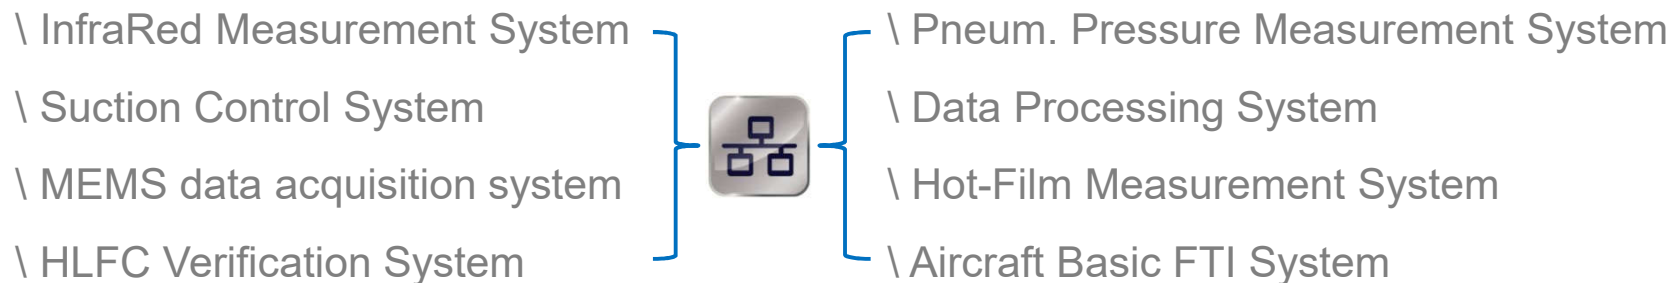 \ InfraRed Measurement System
\ Suction Control System
\ MEMS data acquisition system
\ HLFC Verification System
\ Pneum. Pressure Measurement System
\ Data Processing System
\ Hot-Film Measurement System
\ Aircraft Basic FTI System